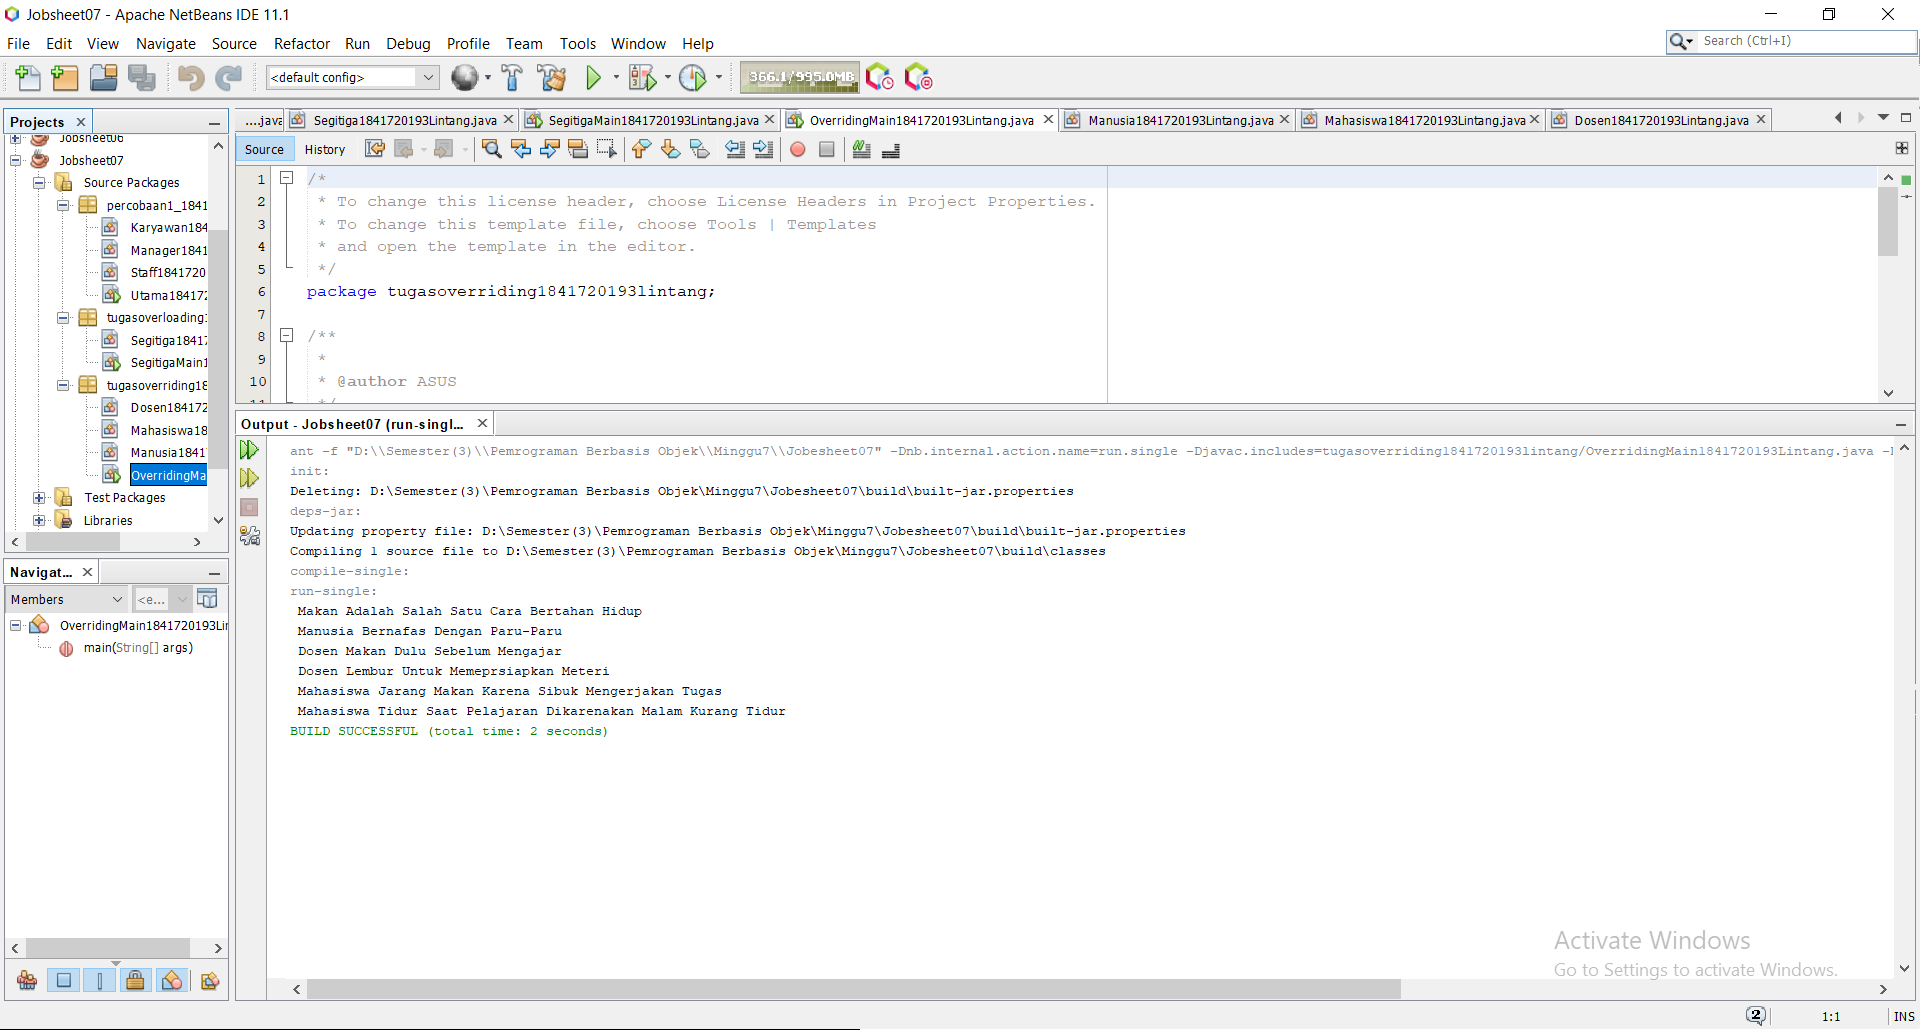 Jobsheet07 - Apache NetBeans IDE 11.1
File Edit View Navigate Source Refactor Run Debug Profile Team Tools Window Help
Search (Ctrl+I)
<default config>
366.1/995.0MB
Projects
Jobsheet06
Jobsheet07
Source Packages
percobaan1_1841
Karyawan184
Manager1841
Staff1841720
Utama184172
tugasoverloading1
Segitiga1841
SegitigaMain1
tugasoverriding18
Dosen184172
Mahasiswa18
Manusia1841
OverridingMa
Test Packages
Libraries
Navigat...
Members
<e...
OverridingMain1841720193Lin
main(String[] args)
....java
Segitiga1841720193Lintang.java
SegitigaMain1841720193Lintang.java
OverridingMain1841720193Lintang.java
Manusia1841720193Lintang.java
Mahasiswa1841720193Lintang.java
Dosen1841720193Lintang.java
Source History
1 /*
2 * To change this license header, choose License Headers in Project Properties.
3 * To change this template file, choose Tools | Templates
4 * and open the template in the editor.
5 */
6 package tugasoverriding1841720193lintang;
7
8 /**
9 *
10 * @author ASUS
11 */
Output - Jobsheet07 (run-singl...
ant -f "D:\\Semester(3)\\Pemrograman Berbasis Objek\\Minggu7\\Jobesheet07" -Dnb.internal.action.name=run.single -Djavac.includes=tugasoverriding1841720193lintang/OverridingMain1841720193Lintang.java -
init:
Deleting: D:\Semester(3)\Pemrograman Berbasis Objek\Minggu7\Jobesheet07\build\built-jar.properties
deps-jar:
Updating property file: D:\Semester(3)\Pemrograman Berbasis Objek\Minggu7\Jobesheet07\build\built-jar.properties
Compiling 1 source file to D:\Semester(3)\Pemrograman Berbasis Objek\Minggu7\Jobesheet07\build\classes
compile-single:
run-single:
Makan Adalah Salah Satu Cara Bertahan Hidup
Manusia Bernafas Dengan Paru-Paru
Dosen Makan Dulu Sebelum Mengajar
Dosen Lembur Untuk Memeprsiapkan Meteri
Mahasiswa Jarang Makan Karena Sibuk Mengerjakan Tugas
Mahasiswa Tidur Saat Pelajaran Dikarenakan Malam Kurang Tidur
BUILD SUCCESSFUL (total time: 2 seconds)
Activate Windows
Go to Settings to activate Windows.
2
1:1
INS